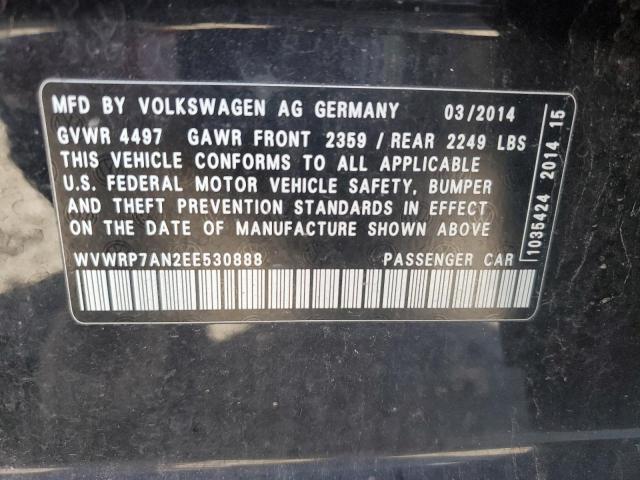 MFD BY VOLKSWAGEN AG GERMANY 03/2014
GVWR 4497 GAWR FRONT 2359 / REAR 2249 LBS
THIS VEHICLE CONFORMS TO ALL APPLICABLE
U.S. FEDERAL MOTOR VEHICLE SAFETY, BUMPER
AND THEFT PREVENTION STANDARDS IN EFFECT
ON THE DATE OF MANUFACTURE SHOWN ABOVE
WVWRP7AN2EE530888 PASSENGER CAR
1035424 2014 15